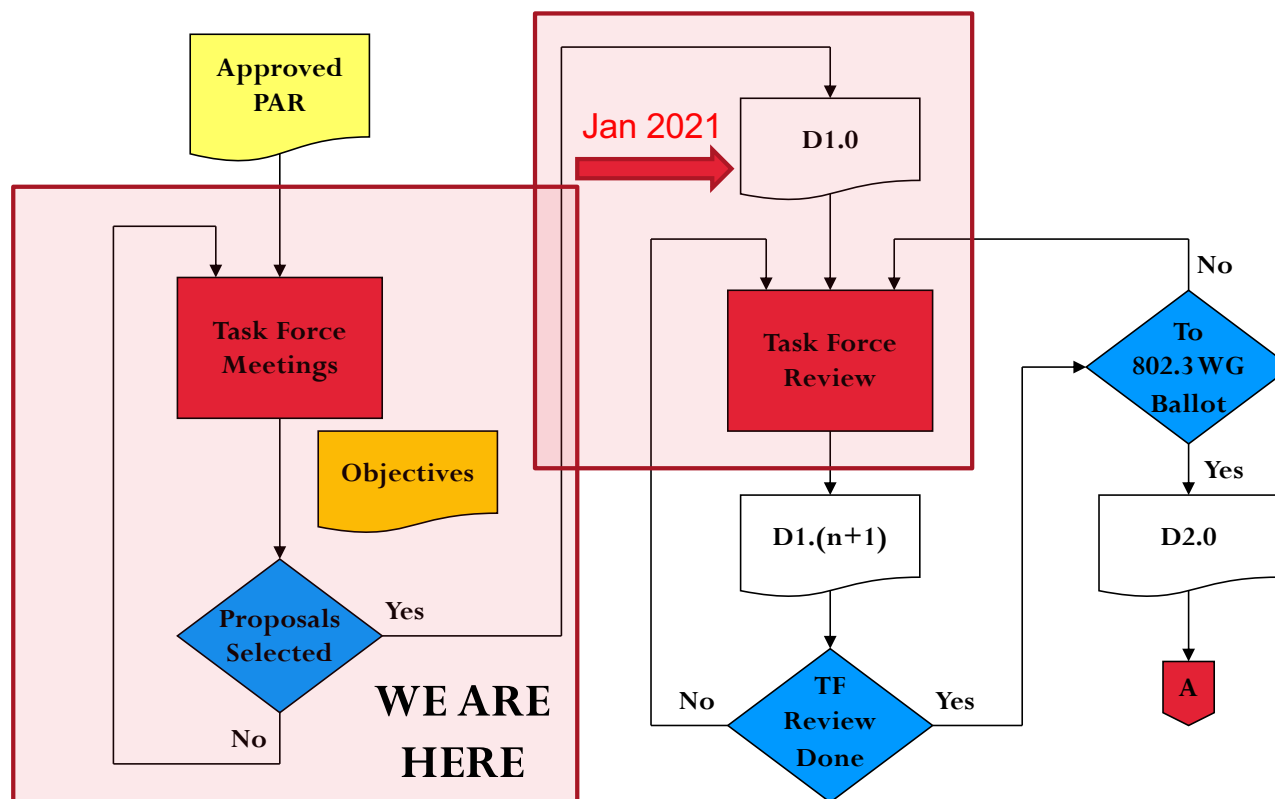 Approved
PAR
Task Force
Meetings
Objectives
Proposals
Selected
Yes
No
WE ARE
HERE
Jan 2021
D1.0
Task Force
Review
D1.(n+1)
TF
Review
Done
No
Yes
To
802.3 WG
Ballot
No
Yes
D2.0
A